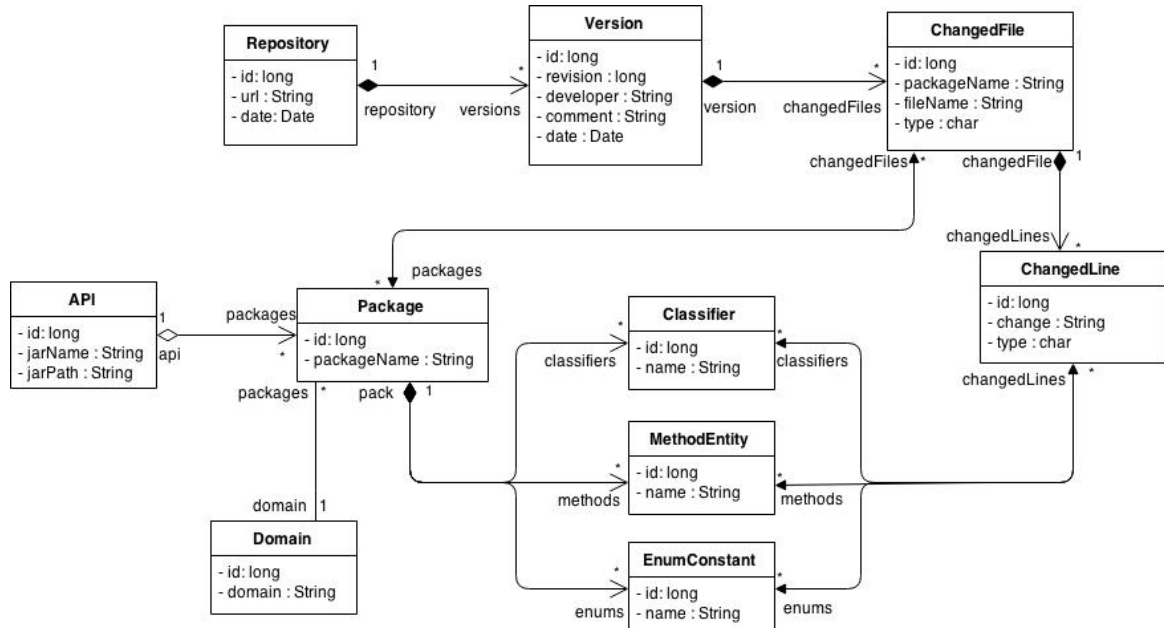 Repository
- id: long
- url : String
- date: Date
1
repository
*
versions
Version
- id: long
- revision : long
- developer : String
- comment : String
- date : Date
1
version
*
changedFiles
ChangedFile
- id: long
- packageName : String
- fileName : String
- type : char
changedFiles
*
changedFile
1
changedLines
*
ChangedLine
- id: long
- change : String
- type : char
changedLines
*
*
packages
API
- id: long
- jarName : String
- jarPath : String
1
api
packages
*
Package
- id: long
- packageName : String
packages
*
pack
1
domain
1
Domain
- id: long
- domain : String
*
classifiers
Classifier
- id: long
- name : String
*
classifiers
*
methods
MethodEntity
- id: long
- name : String
*
methods
*
enums
EnumConstant
- id: long
- name : String
*
enums